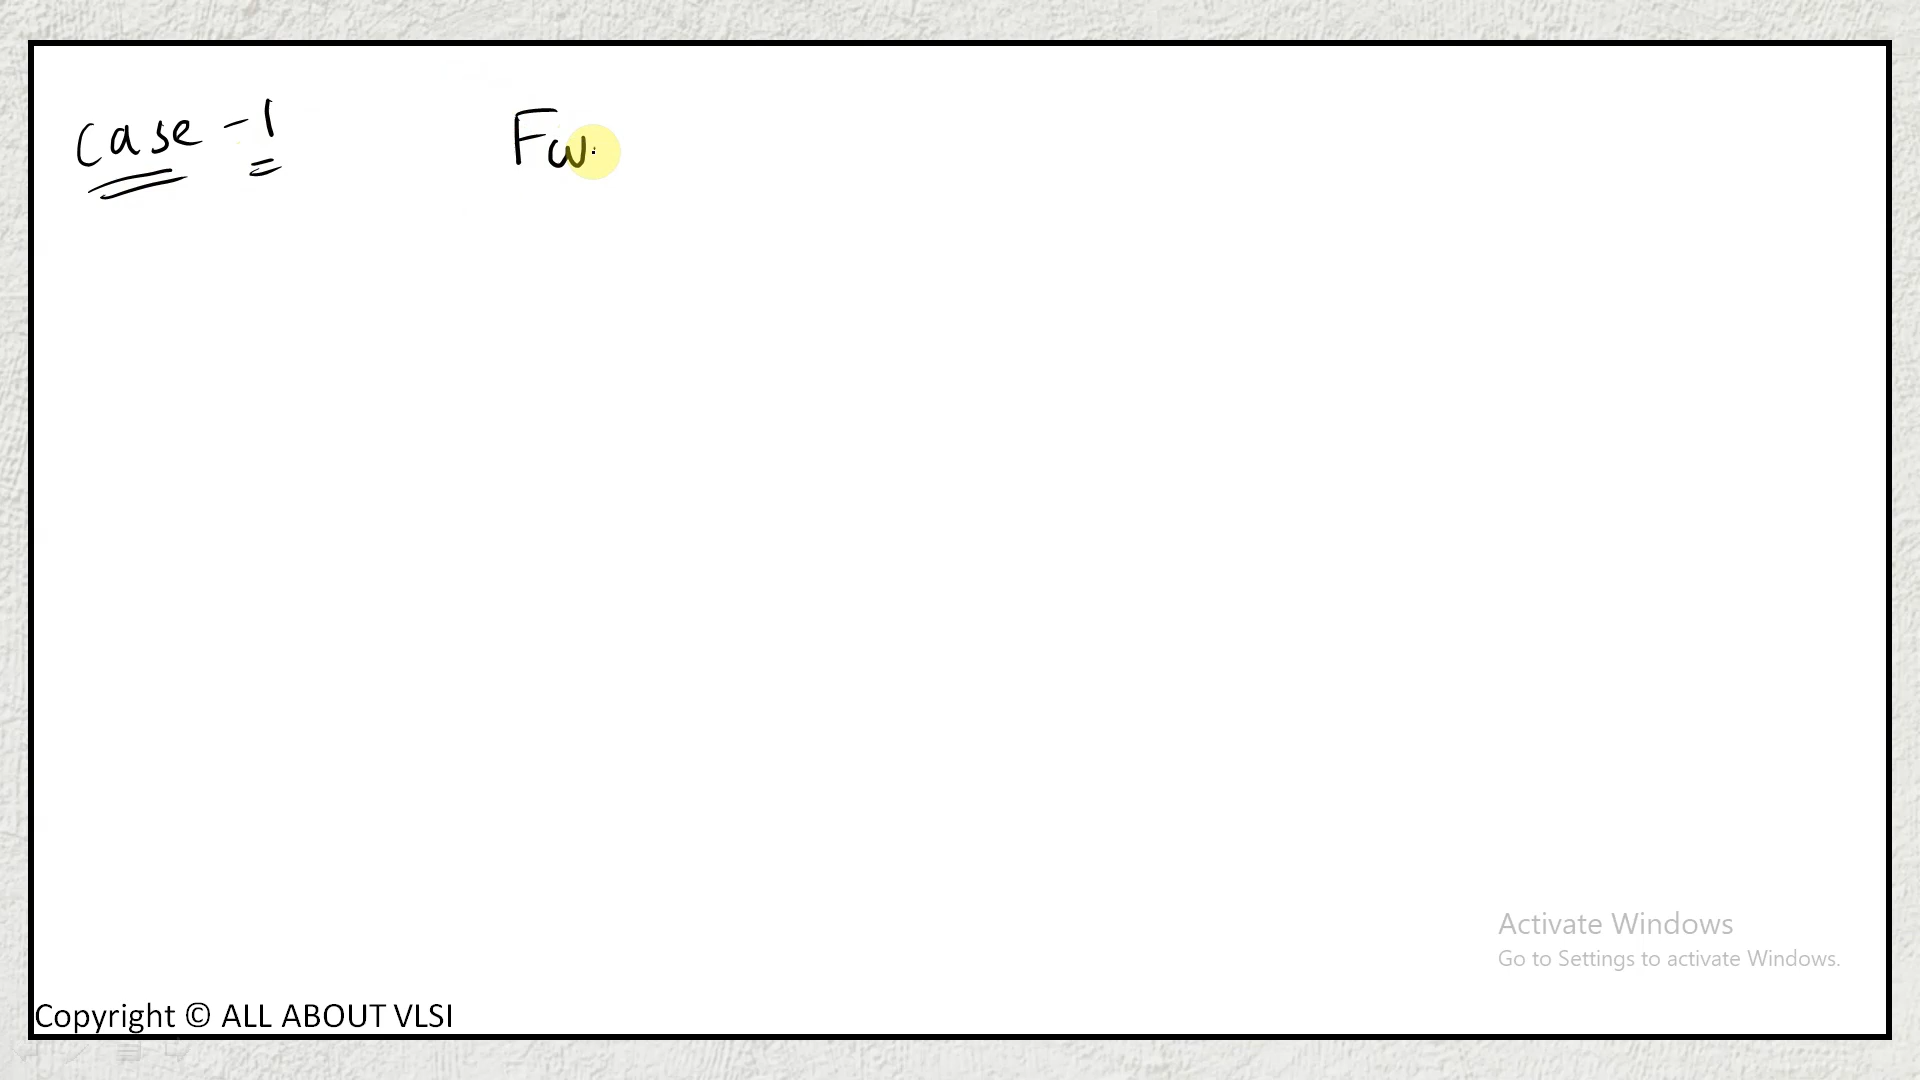 Case - 1 Fw
Activate Windows
Go to Settings to activate Windows.
Copyright © ALL ABOUT VLSI